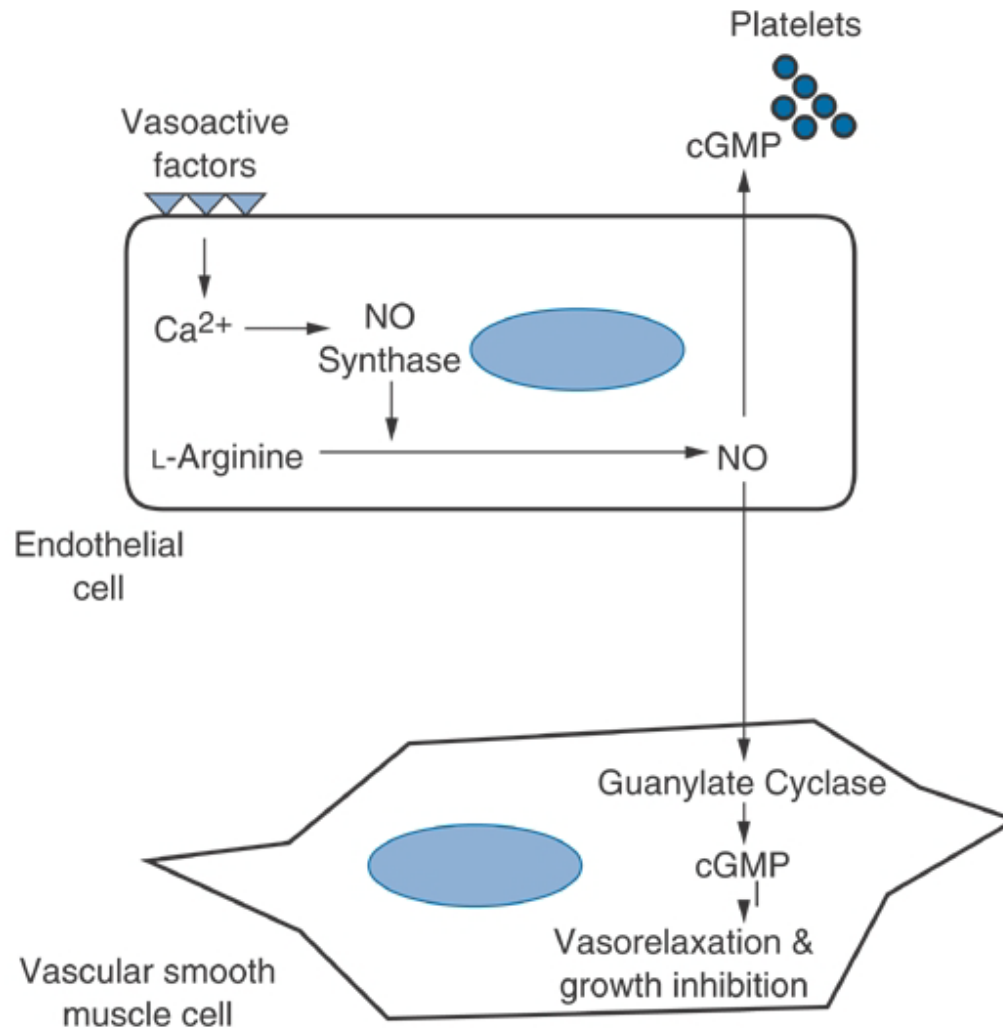 Platelets
Vasoactive
factors
cGMP
Ca2+
NO
Synthase
L-Arginine
NO
Endothelial
cell
Guanylate Cyclase
cGMP
Vasorelaxation &
growth inhibition
Vascular smooth
muscle cell